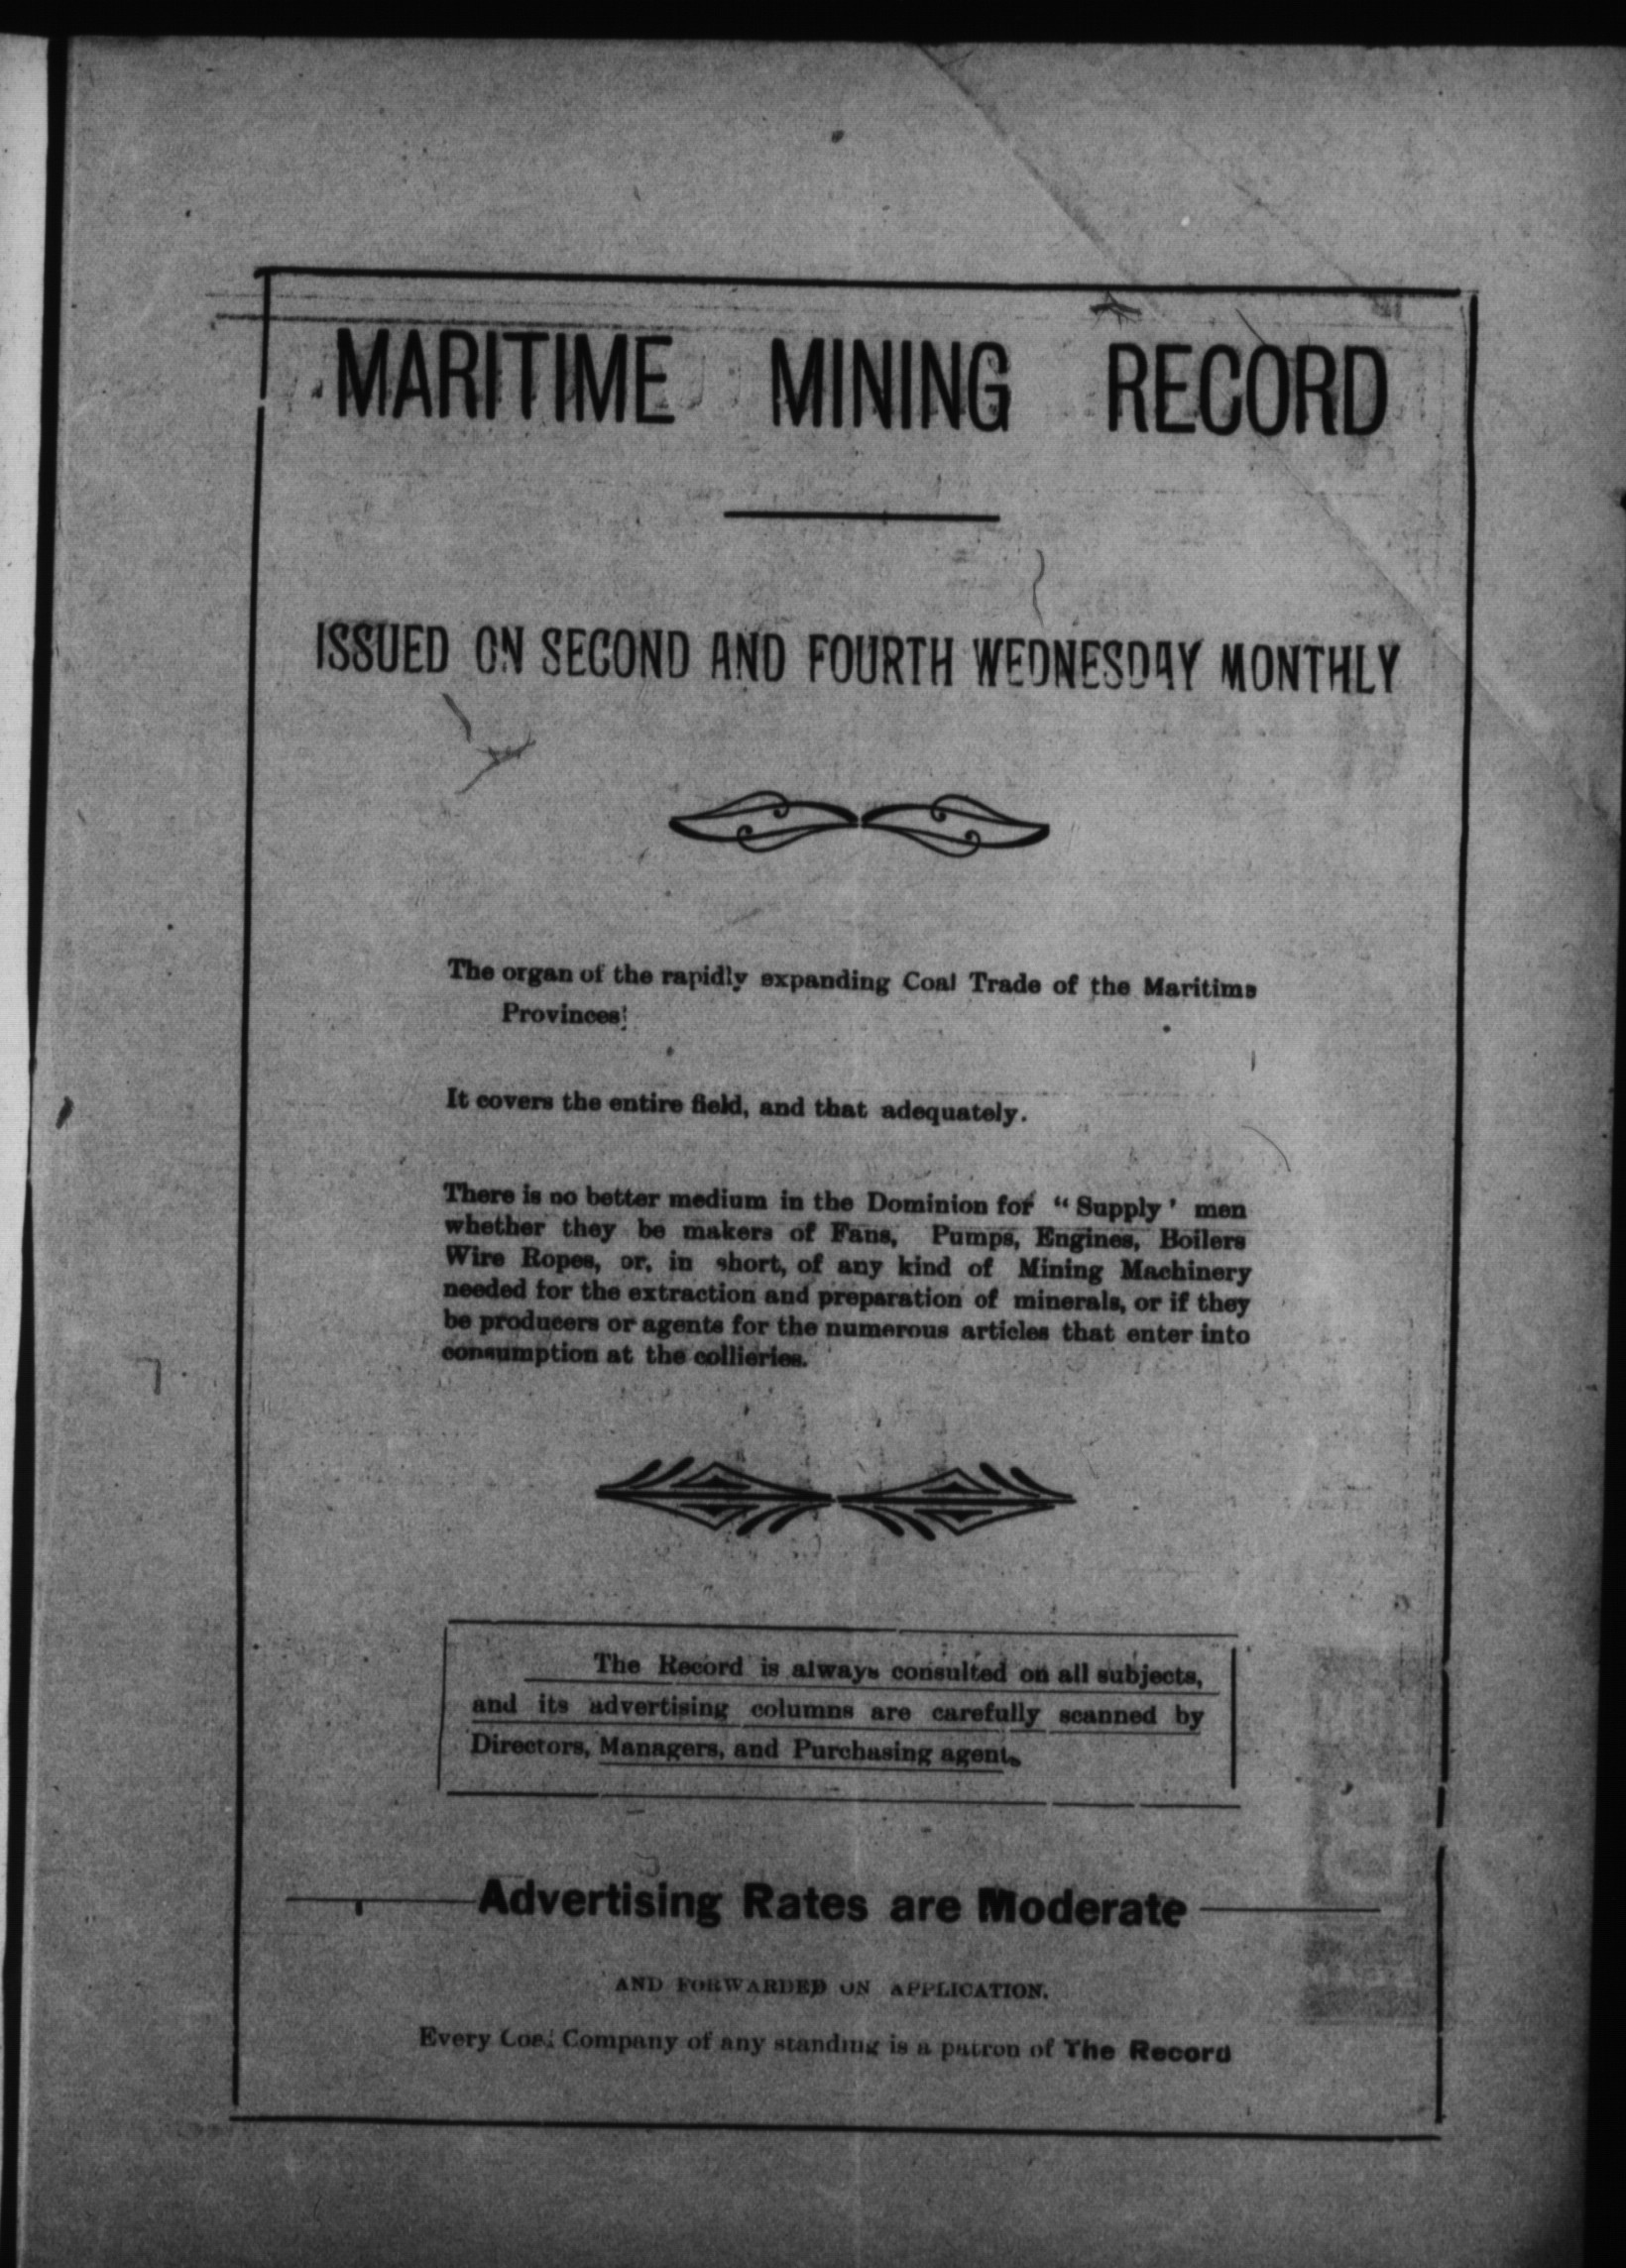 MARITIME MINING RECORD
ISSUED ON SECOND AND FOURTH WEDNESDAY MONTHLY
The organ of the rapidly expanding Coal Trade of the Maritime
Provinces!
It covers the entire field, and that adequately.
There is no better medium in the Dominion for “ Supply ’ men
whether they be makers of Fans, Pumps, Engines, Boilers
Wire Ropes, or, in short, of any kind of Mining Machinery
needed for the extraction and preparation of minerals, or if they
be producers or agents for the numerous articles that enter into
consumption at the collieries.
The Record is always consulted on all subjects,
and its advertising columns are carefully scanned by
Directors, Managers, and Purchasing agent.
Advertising Rates are Moderate
AND FORWARDED ON APPLICATION.
Every Coal Company of any standing is a patron of The Record